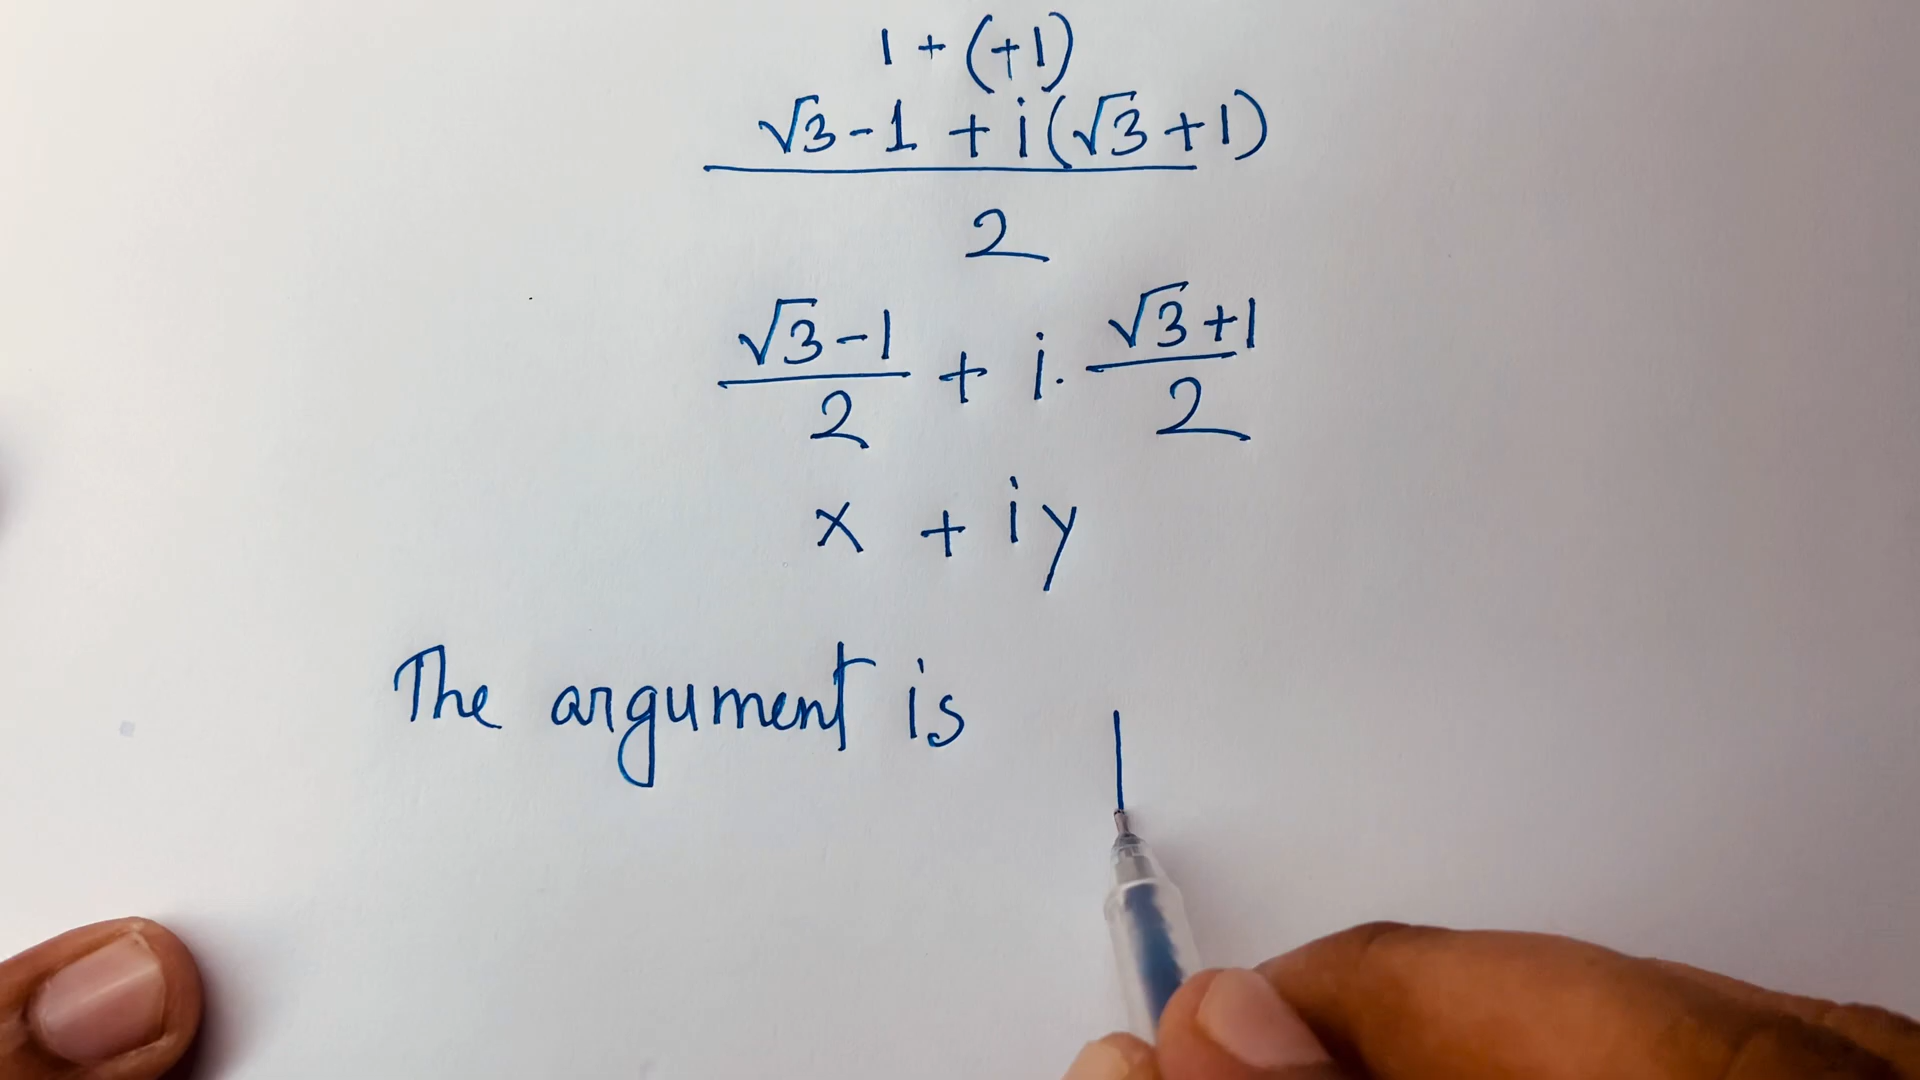 1 + (+1)
√3 - 1 + i(√3 + 1)
2
√3 - 1 + i. √3 + 1
2 2
x + iy
The argument is